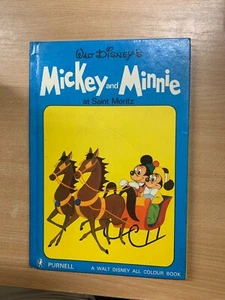 WALT DISNEY'S
Mickey and Minnie
at Saint Moritz
PURNELL
A WALT DISNEY ALL COLOUR BOOK